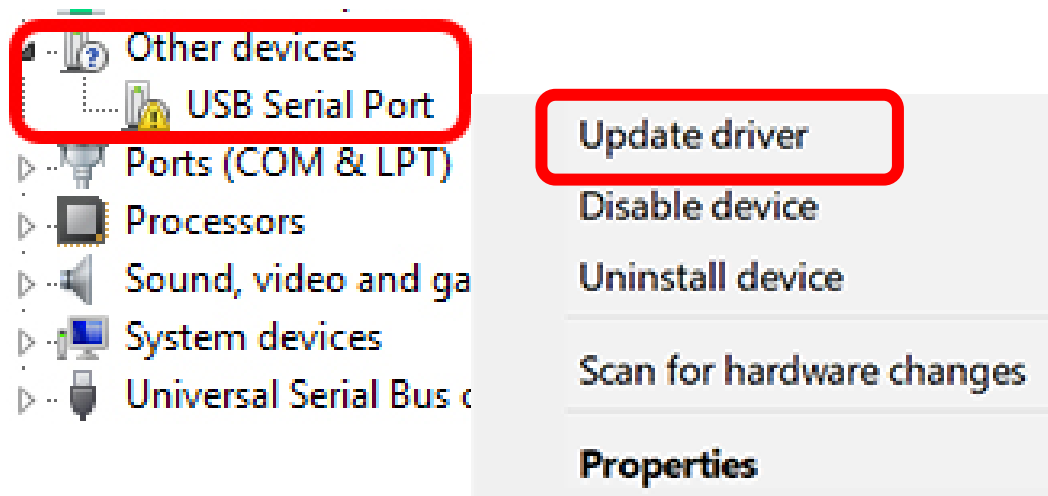 Other devices
USB Serial Port
Ports (COM & LPT)
Processors
Sound, video and ga
System devices
Universal Serial Bus c
Update driver
Disable device
Uninstall device
Scan for hardware changes
Properties